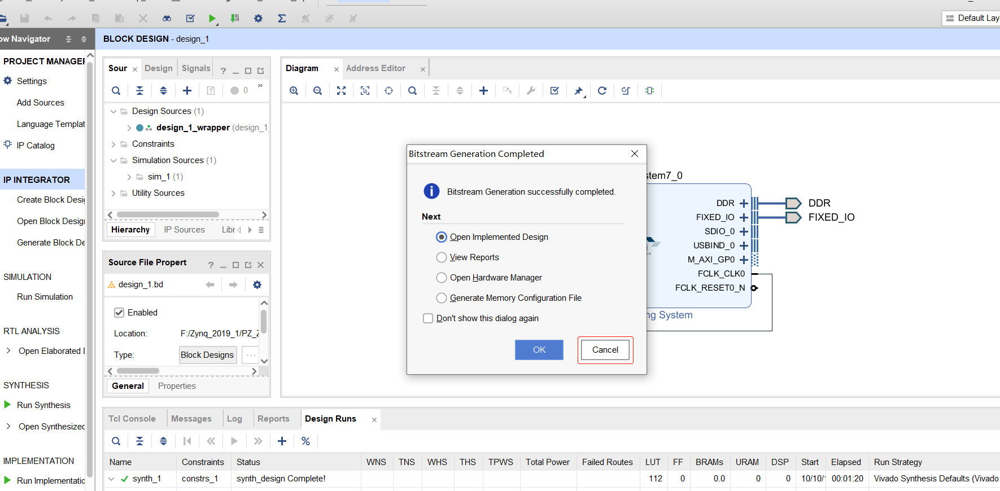 Default Lay
ow Navigator
BLOCK DESIGN - design_1
PROJECT MANAGER
Settings
Add Sources
Language Templat
IP Catalog
IP INTEGRATOR
Create Block Desi
Open Block Design
Generate Block De
SIMULATION
Run Simulation
RTL ANALYSIS
Open Elaborated D
SYNTHESIS
Run Synthesis
Open Synthesized
IMPLEMENTATION
Run Implementatio
Sour Design Signals ?
0 »
Design Sources (1)
design_1_wrapper (design_1
Constraints
Simulation Sources (1)
sim_1 (1)
Utility Sources
Hierarchy IP Sources Libr
Source File Propert ?
design_1.bd
Enabled
Location: F:/Zynq_2019_1/PZ_Z
Type: Block Designs ...
General Properties
Diagram Address Editor
stem7_0
DDR
FIXED_IO
SDIO_0
USBIND_0
M_AXI_GP0
FCLK_CLK0
FCLK_RESET0_N
DDR
FIXED_IO
ng System
Bitstream Generation Completed
i
Bitstream Generation successfully completed.
Next
Open Implemented Design
View Reports
Open Hardware Manager
Generate Memory Configuration File
Don't show this dialog again
OK Cancel
Tcl Console Messages Log Reports Design Runs
%
Name Constraints Status WNS TNS WHS THS TPWS Total Power Failed Routes LUT FF BRAMs URAM DSP Start Elapsed Run Strategy
synth_1 constrs_1 synth_design Complete! 112 0 0.0 0 0 10/10/ 00:01:20 Vivado Synthesis Defaults (Vivado